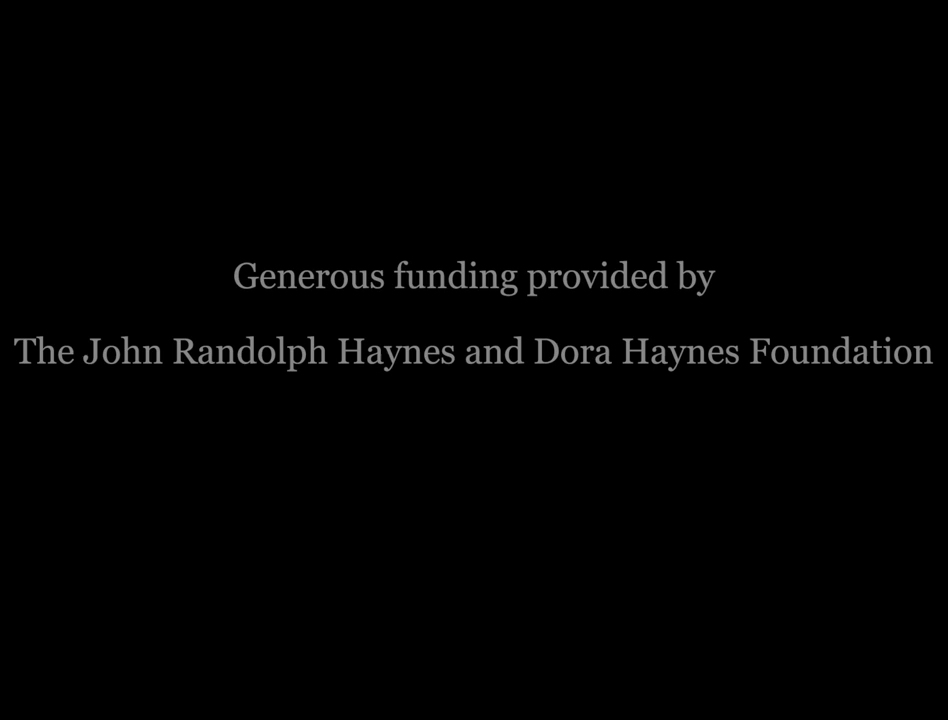 Generous funding provided by
The John Randolph Haynes and Dora Haynes Foundation